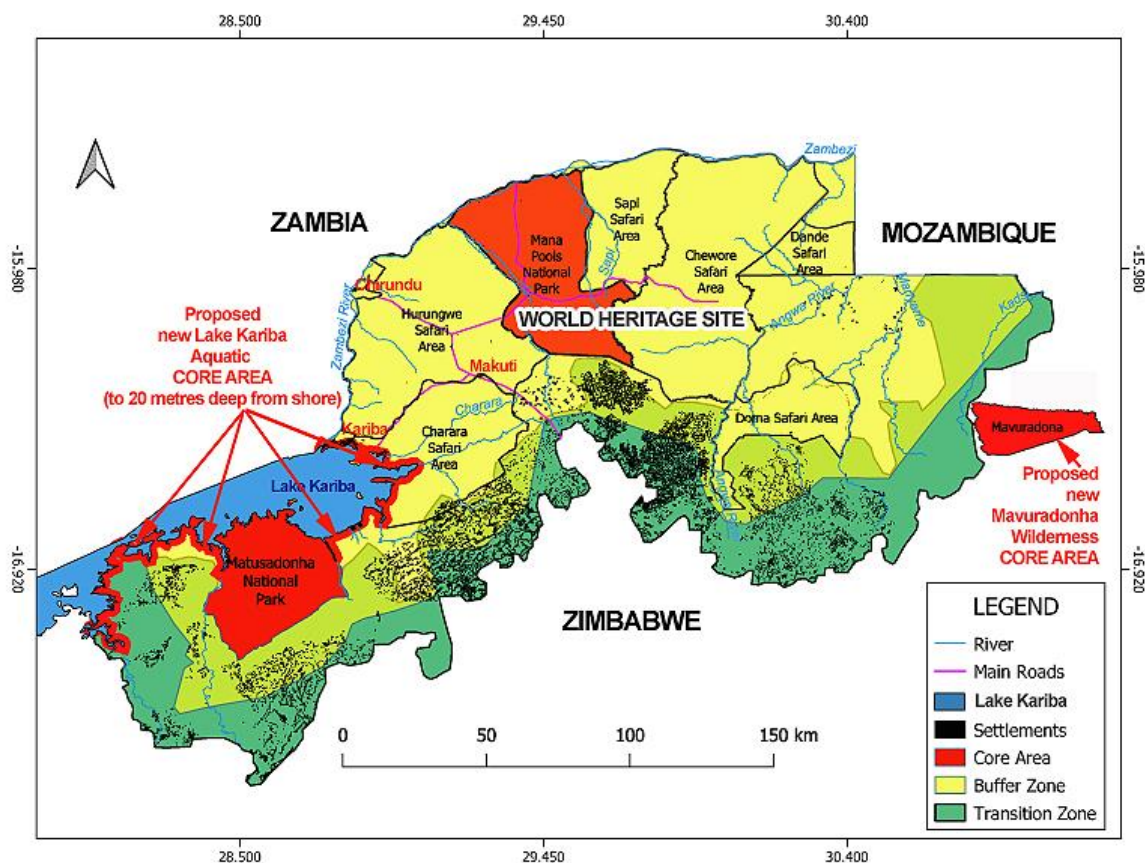 28.500
29.450
30.400
Zambezi
ZAMBIA
Sapi
Safari
Area
Mana
Pools
National
Park
Sapi
Chewore
Safari
Area
Dande
Safari
Area
MOZAMBIQUE
-15.980
-15.980
Chirundu
Zambezi River
Hurungwe
Safari
Area
WORLD HERITAGE SITE
Angwa River
Manyame
Proposed
new Lake Kariba
Aquatic
CORE AREA
(to 20 metres deep from shore)
Makuti
Charara
Kariba
Charara
Safari
Area
Doma Safari Area
Mavuradona
Lake Kariba
Proposed
new
Mavuradonha
Wilderness
CORE AREA
Matusadonha
National
Park
-16.920
-16.920
ZIMBABWE
LEGEND
River
Main Roads
Lake Kariba
Settlements
Core Area
Buffer Zone
Transition Zone
0
50
100
150 km
28.500
29.450
30.400